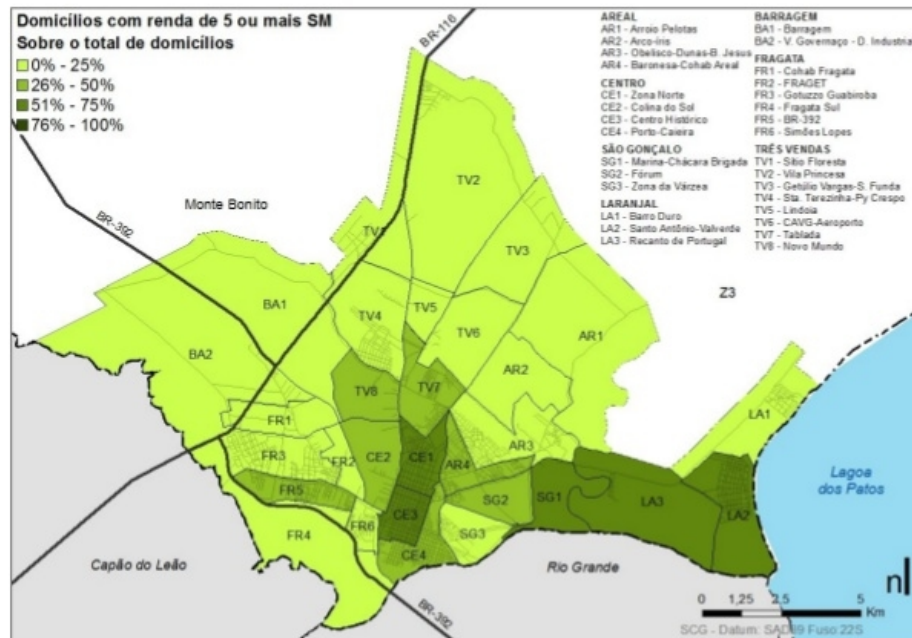 Domicílios com renda de 5 ou mais SM
Sobre o total de domicílios
0% - 25%
26% - 50%
51% - 75%
76% - 100%
AREAL
AR1 - Arroio Pelotas
AR2 - Arco-íris
AR3 - Obelisco-Dunas-B. Jesus
AR4 - Baronesa-Cohab Areal
CENTRO
CE1 - Zona Norte
CE2 - Colina do Sol
CE3 - Centro Histórico
CE4 - Porto-Caieira
SÃO GONÇALO
SG1 - Marina-Chácara Brigada
SG2 - Fórum
SG3 - Zona da Várzea
LARANJAL
LA1 - Barro Duro
LA2 - Santo Antônio-Valverde
LA3 - Recanto de Portugal
BARRAGEM
BA1 - Barragem
BA2 - V. Governaço - D. Industrial
FRAGATA
FR1 - Cohab Fragata
FR2 - FRAGET
FR3 - Gotuzzo Guabiroba
FR4 - Fragata Sul
FR5 - BR-392
FR6 - Simões Lopes
TRÊS VENDAS
TV1 - Sítio Floresta
TV2 - Vila Princesa
TV3 - Getúlio Vargas-S. Funda
TV4 - Sta. Terezinha-Py Crespo
TV5 - Lindoia
TV6 - CAVG-Aeroporto
TV7 - Tablada
TV8 - Novo Mundo
BR-116
BR-392
Monte Bonito
Z3
TV2
TV1
TV3
BA1
TV5
TV4
TV6
AR1
BA2
AR2
TV7
TV8
LA1
FR1
AR3
FR3
FR2
CE2
CE1
AR4
FR5
SG2
SG1
LA3
LA2
CE3
FR4
FR6
SG3
CE4
Lagoa
dos Patos
Capão do Leão
Rio Grande
BR-392
n
0 1,25 2,5 5
Km
SCG - Datum: SAD69 Fuso 22S